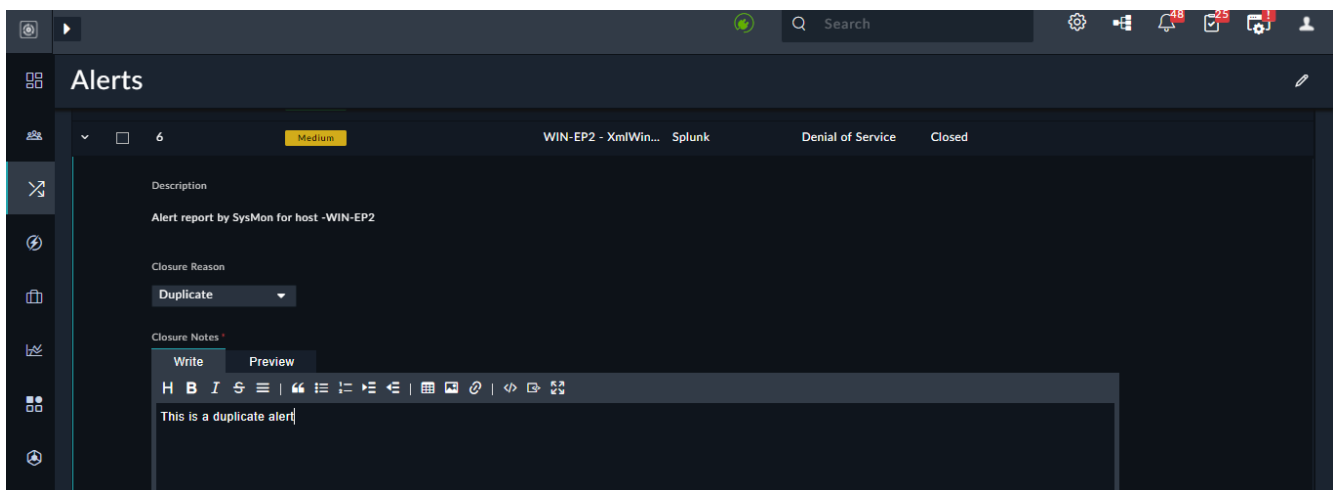 Search
48
25
!
Alerts
6 Medium WIN-EP2 - XmlWin... Splunk Denial of Service Closed
Description
Alert report by SysMon for host -WIN-EP2
Closure Reason
Duplicate
Closure Notes *
Write Preview
H B I S
This is a duplicate alert